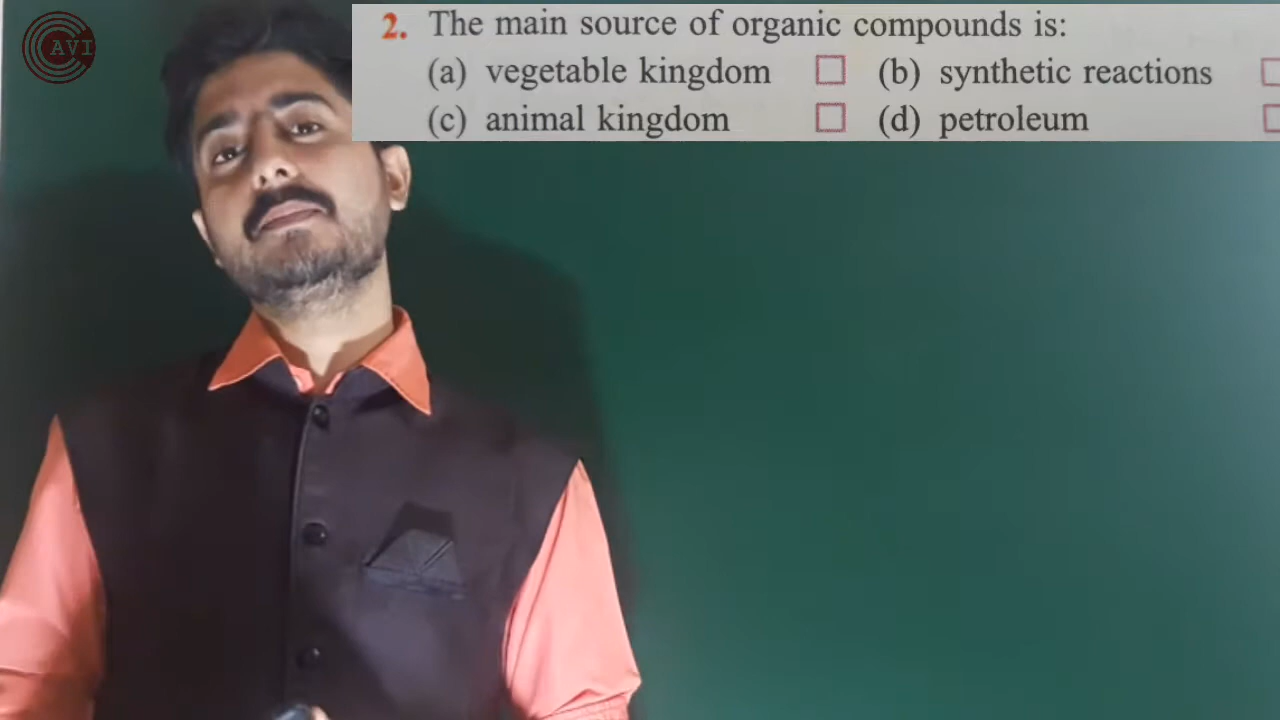 AVI
2. The main source of organic compounds is:
(a) vegetable kingdom (b) synthetic reactions
(c) animal kingdom (d) petroleum